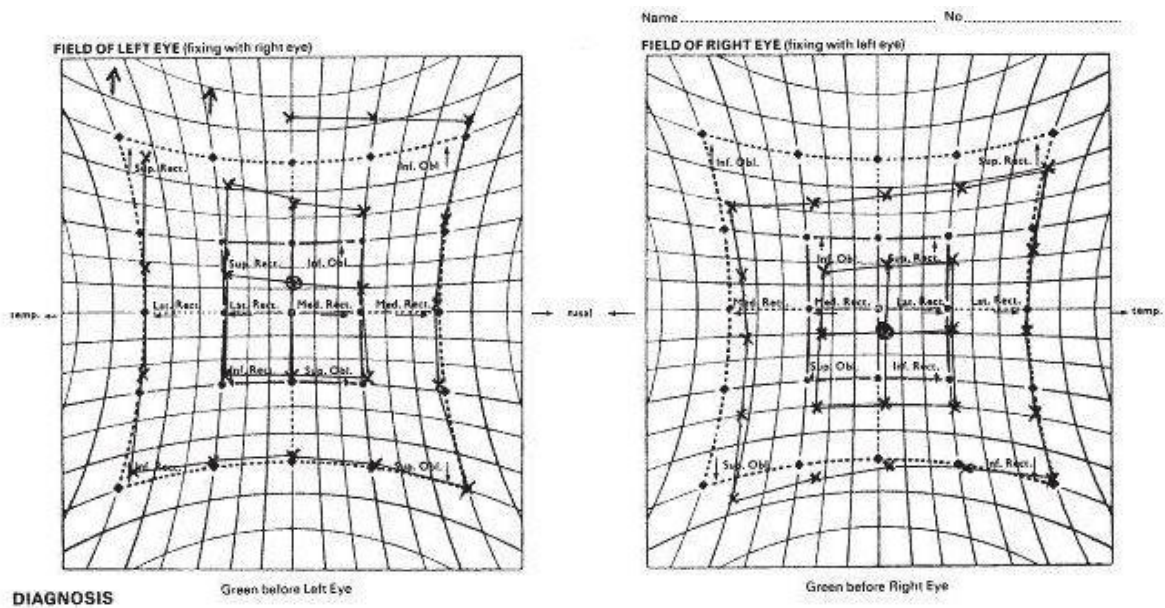 Name No
FIELD OF LEFT EYE (fixing with right eye)
Sup. Rect. Inf. Obl
Sup. Rect. Inf. Obl.
Lat. Rect. Lat. Rect. Med. Rect. Med. Rect.
temp. nasal
Inf. Rect. Sup. Obl.
Inf. Rect. Sup. Obl.
Green before Left Eye
FIELD OF RIGHT EYE (fixing with left eye)
Inf. Obl. Sup. Rect.
Inf. Obl. Sup. Rect.
Med. Rect. Med. Rect. Lat. Rect. Lat. Rect.
temp.
Sup. Obl. Inf. Rect.
Sup. Obl. Inf. Rect.
Green before Right Eye
DIAGNOSIS